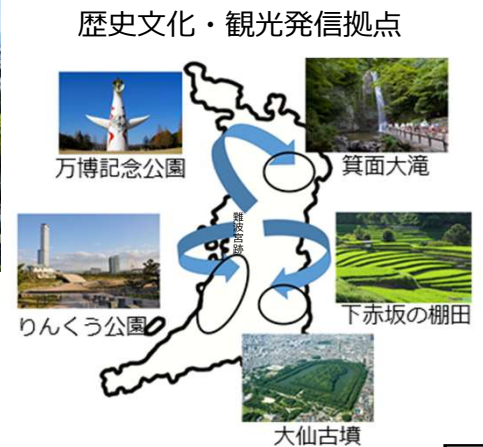 歴史文化・観光発信拠点
万博記念公園
箕面大滝
難波宮跡
りんくう公園
下赤坂の棚田
大仙古墳